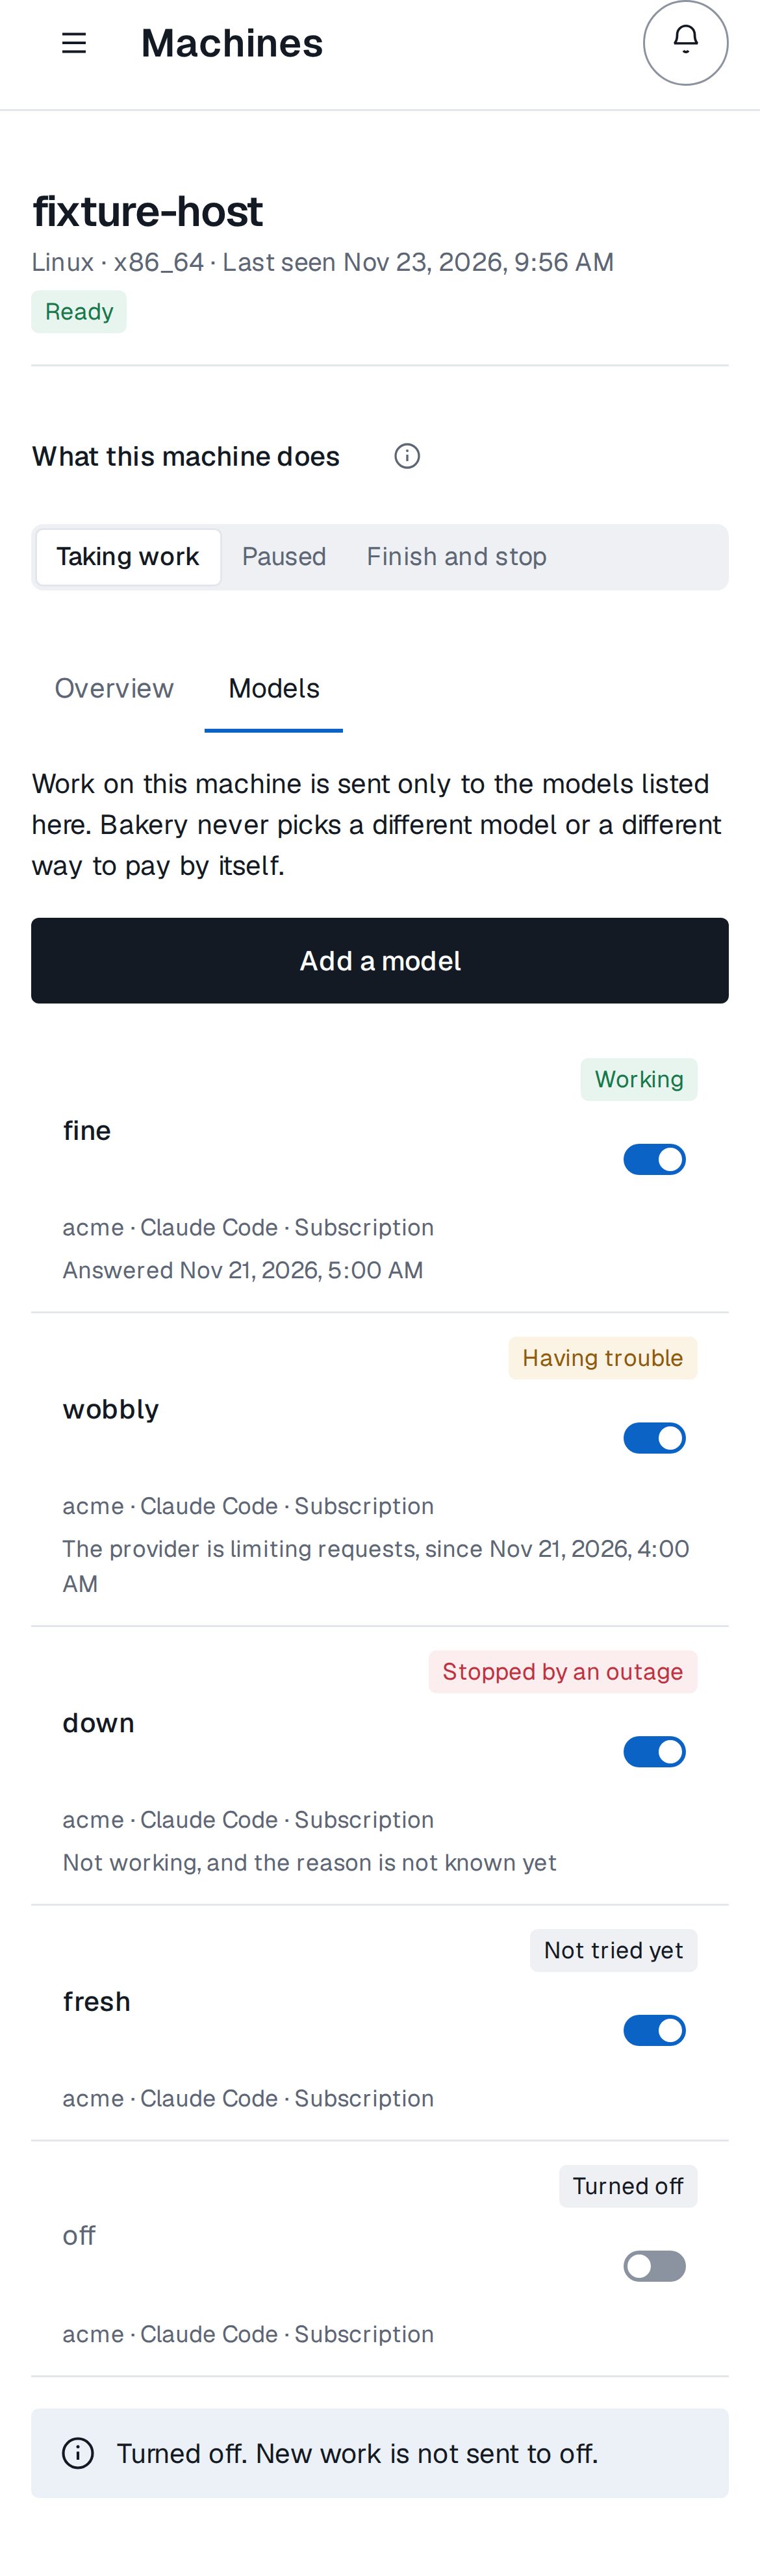 Machines
fixture-host
Linux · x86_64 · Last seen Nov 23, 2026, 9:56 AM
Ready
What this machine does
Taking work Paused Finish and stop
Overview Models
Work on this machine is sent only to the models listed
here. Bakery never picks a different model or a different
way to pay by itself.
Add a model
Working
fine
acme · Claude Code · Subscription
Answered Nov 21, 2026, 5:00 AM
Having trouble
wobbly
acme · Claude Code · Subscription
The provider is limiting requests, since Nov 21, 2026, 4:00
AM
Stopped by an outage
down
acme · Claude Code · Subscription
Not working, and the reason is not known yet
Not tried yet
fresh
acme · Claude Code · Subscription
Turned off
off
acme · Claude Code · Subscription
Turned off. New work is not sent to off.